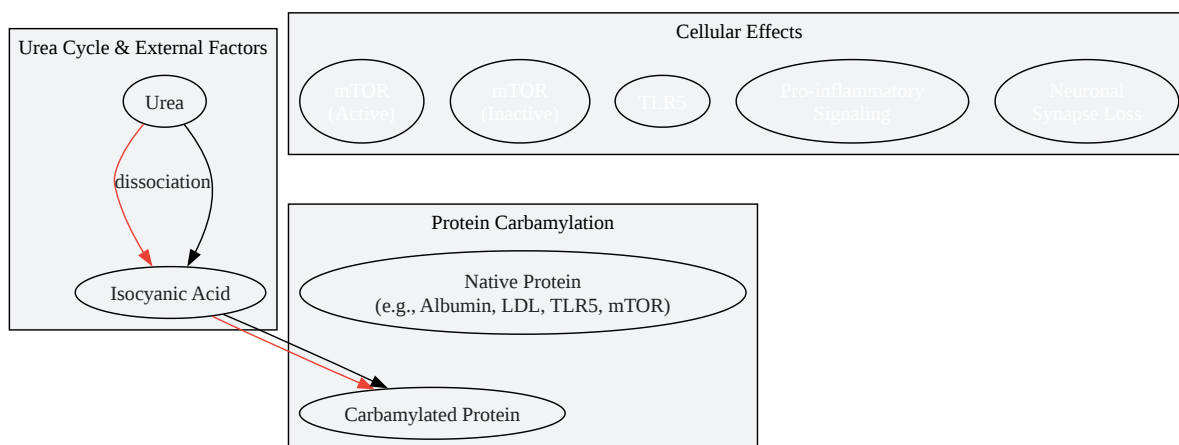 Urea Cycle & External Factors
Urea
dissociation
Isocyanic Acid
Cellular Effects
mTOR
(Active)
mTOR
(Inactive)
TLR5
Pro-inflammatory
Signaling
Neuronal
Synapse Loss
Protein Carbamylation
Native Protein
(e.g., Albumin, LDL, TLR5, mTOR)
Carbamylated Protein